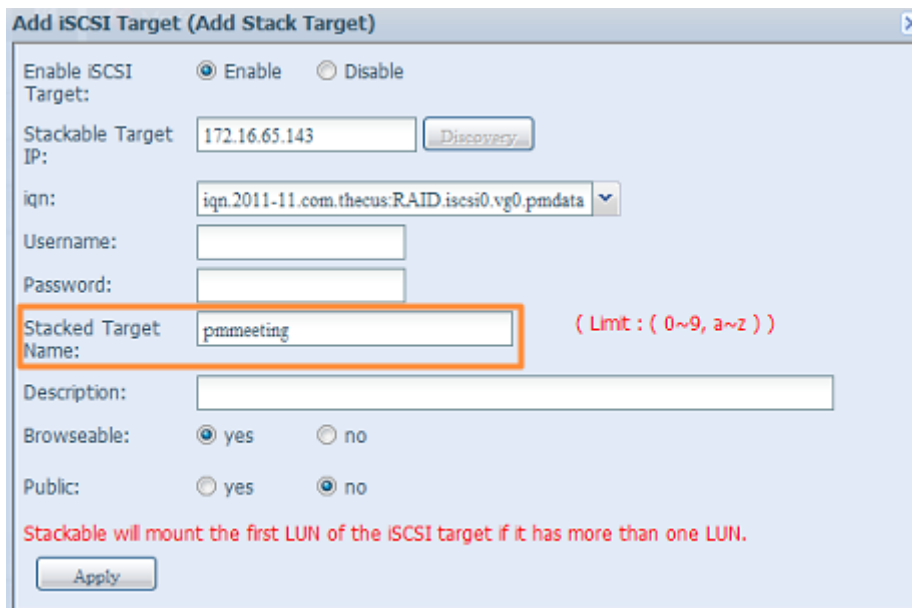 Add iSCSI Target (Add Stack Target)
Enable iSCSI Target: Enable Disable
Stackable Target IP: 172.16.65.143 Discovery
iqn: iqn.2011-11.com.thecus:RAID.iscsi0.vg0.pmdata
Username:
Password:
Stacked Target Name: pmmeeting ( Limit : ( 0~9, a~z ) )
Description:
Browseable: yes no
Public: yes no
Stackable will mount the first LUN of the iSCSI target if it has more than one LUN.
Apply